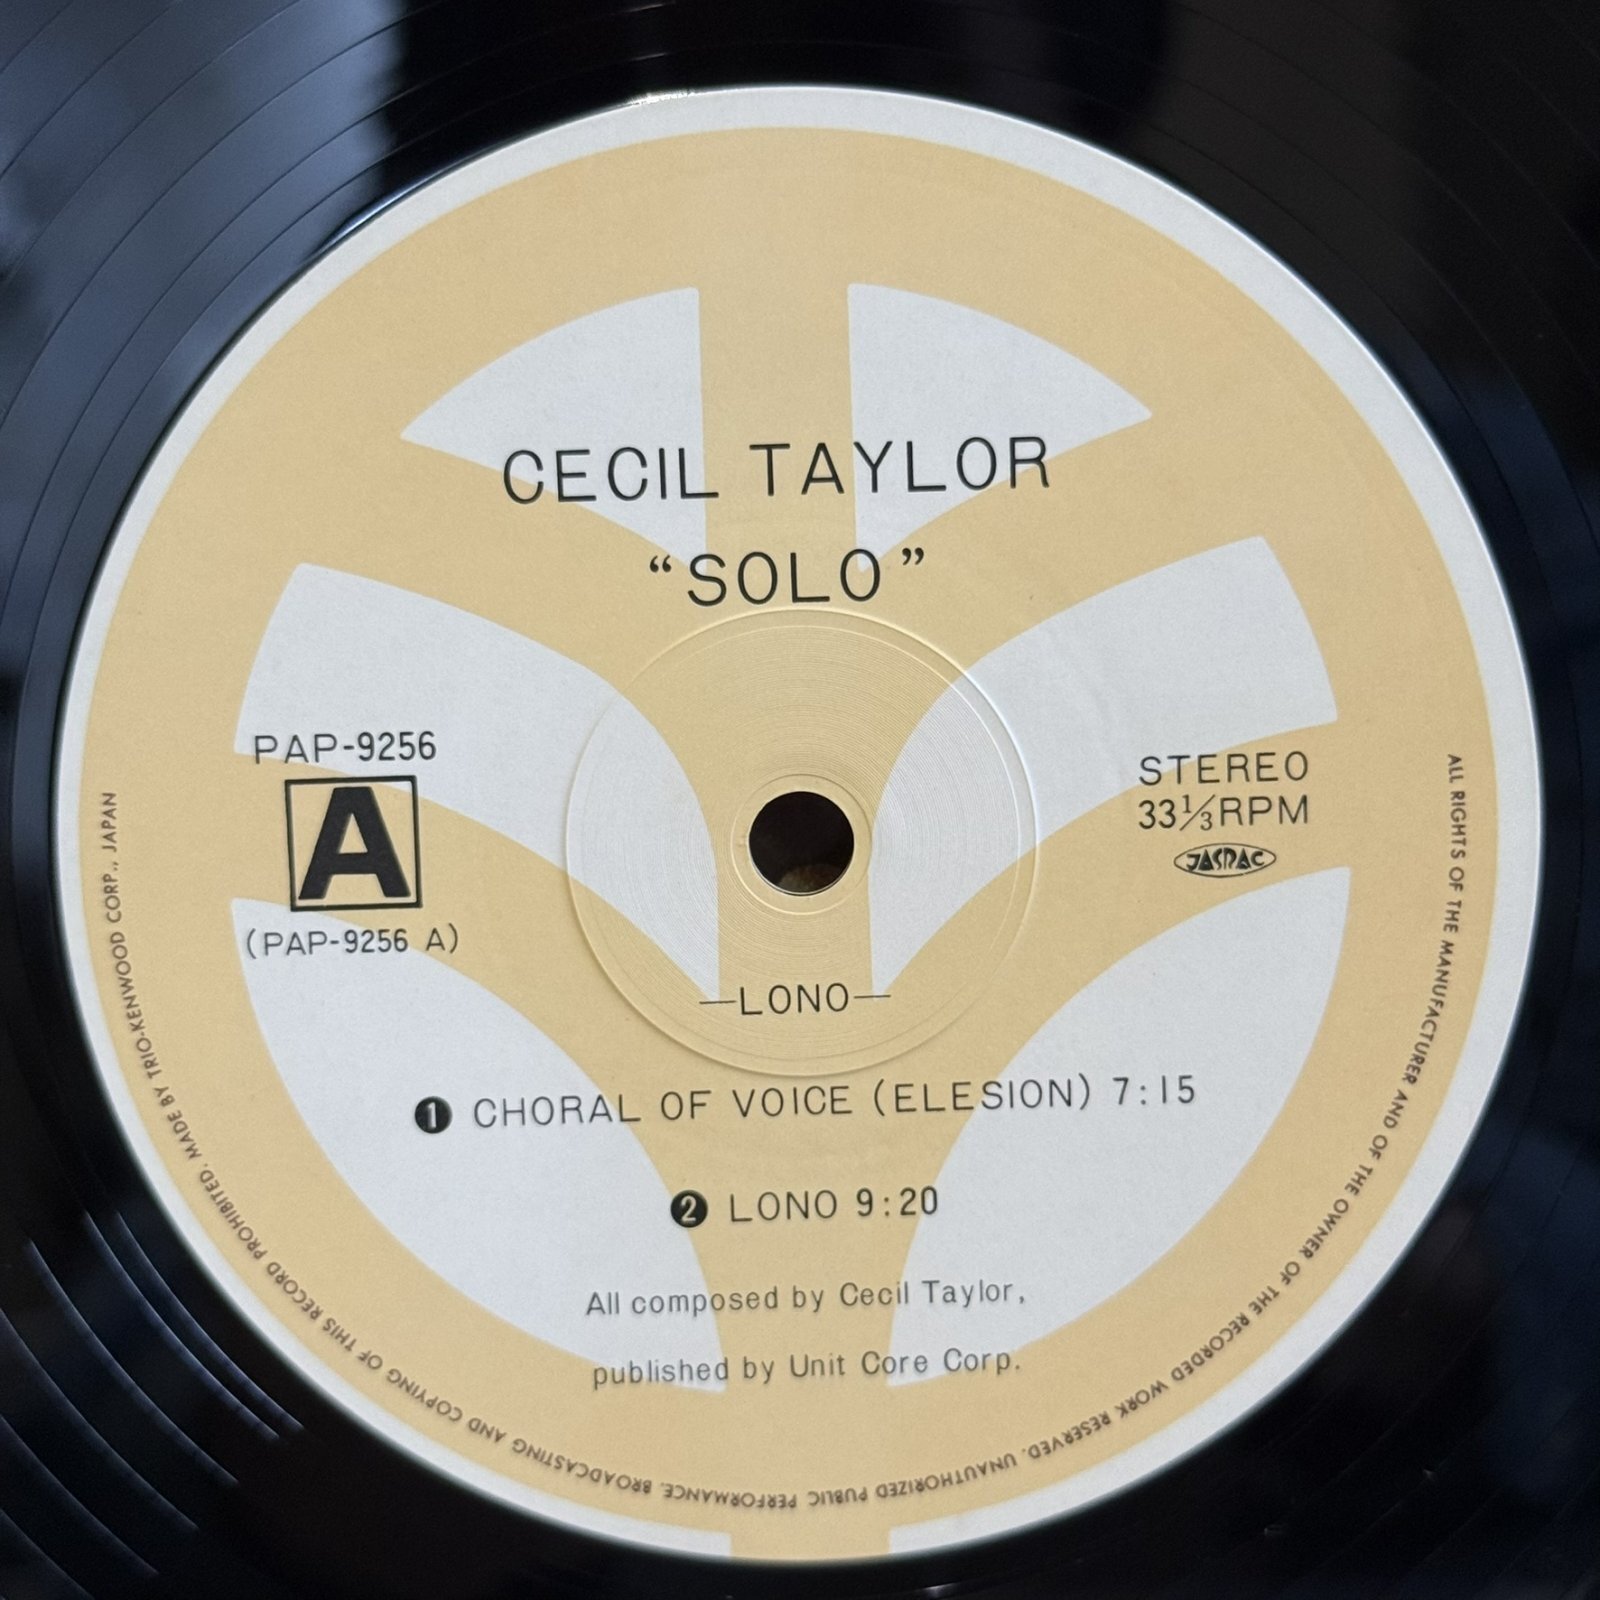 CECIL TAYLOR
“SOLO”
PAP-9256
A
(PAP-9256 A)
STEREO
33⅓RPM
JASRAC
—LONO—
❶ CHORAL OF VOICE (ELESION) 7:15
❷ LONO 9:20
All composed by Cecil Taylor,
published by Unit Core Corp.
ALL RIGHTS OF THE MANUFACTURER AND OF THE OWNER OF THE RECORDED WORK RESERVED. UNAUTHORIZED PUBLIC PERFORMANCE. BROADCASTING AND COPYING OF THIS RECORD PROHIBITED. MADE BY TRIO-KENWOOD CORP., JAPAN